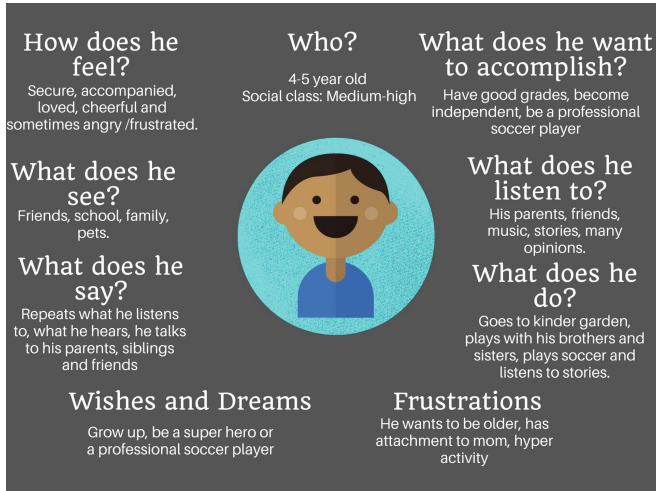 How does he
feel?
Secure, accompanied,
loved, cheerful and
sometimes angry /frustrated.
What does he
see?
Friends, school, family,
pets.
What does he
say?
Repeats what he listens
to, what he hears, he talks
to his parents, siblings
and friends
Who?
4-5 year old
Social class: Medium-high
What does he want
to accomplish?
Have good grades, become
independent, be a professional
soccer player
What does he
listen to?
His parents, friends,
music, stories, many
opinions.
What does he
do?
Goes to kinder garden,
plays with his brothers and
sisters, plays soccer and
listens to stories.
Wishes and Dreams
Grow up, be a super hero or
a professional soccer player
Frustrations
He wants to be older, has
attachment to mom, hyper
activity